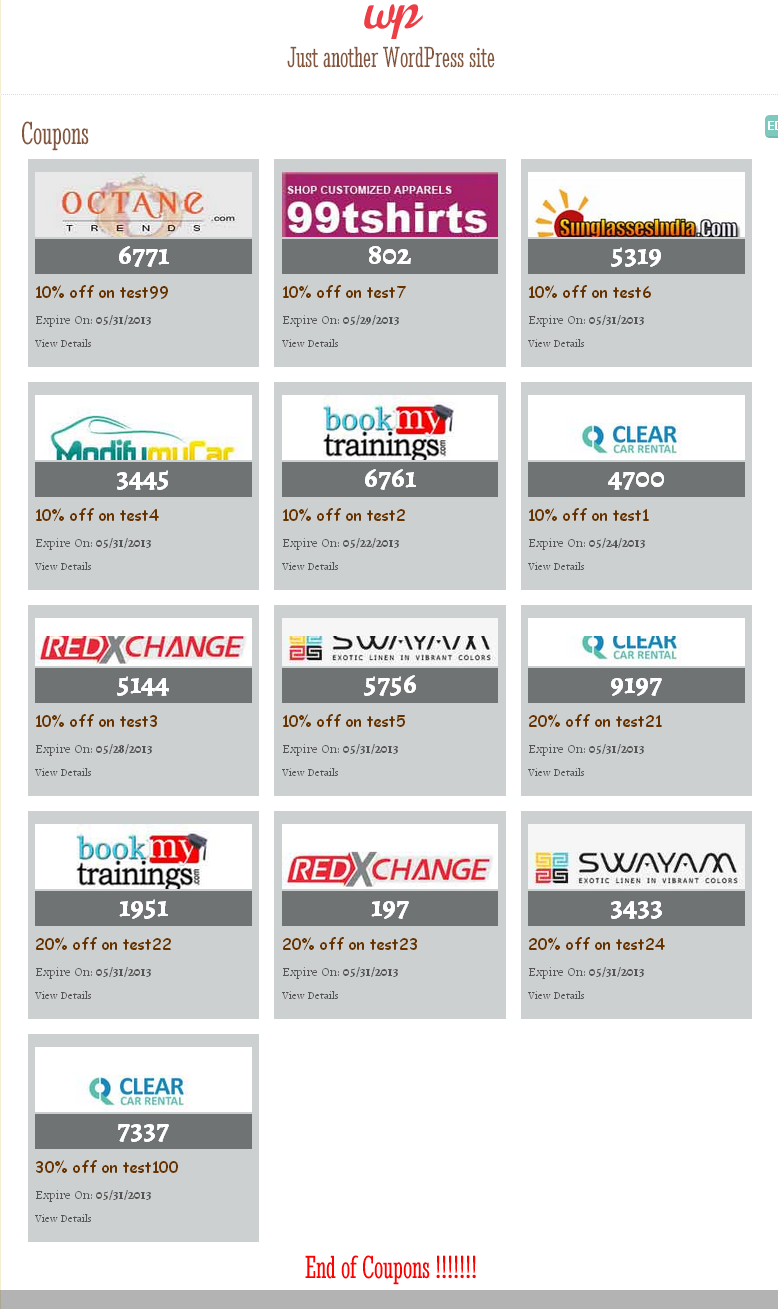 wp
Just another WordPress site
Coupons
OCTANE
.com
TRENDS
6771
10% off on test99
Expire On: 05/31/2013
View Details
SHOP CUSTOMIZED APPARELS
99tshirts
802
10% off on test7
Expire On: 05/29/2013
View Details
SunglassesIndia.Com
5319
10% off on test6
Expire On: 05/31/2013
View Details
ModifymyCar
3445
10% off on test4
Expire On: 05/31/2013
View Details
bookmy
trainings.com
6761
10% off on test2
Expire On: 05/22/2013
View Details
CLEAR
CAR RENTAL
4700
10% off on test1
Expire On: 05/24/2013
View Details
REDXCHANGE
5144
10% off on test3
Expire On: 05/28/2013
View Details
SWAYAM
EXOTIC LINEN IN VIBRANT COLORS
5756
10% off on test5
Expire On: 05/31/2013
View Details
CLEAR
CAR RENTAL
9197
20% off on test21
Expire On: 05/31/2013
View Details
bookmy
trainings.com
1951
20% off on test22
Expire On: 05/31/2013
View Details
REDXCHANGE
197
20% off on test23
Expire On: 05/31/2013
View Details
SWAYAM
EXOTIC LINEN IN VIBRANT COLORS
3433
20% off on test24
Expire On: 05/31/2013
View Details
CLEAR
CAR RENTAL
7337
30% off on test100
Expire On: 05/31/2013
View Details
End of Coupons !!!!!!!